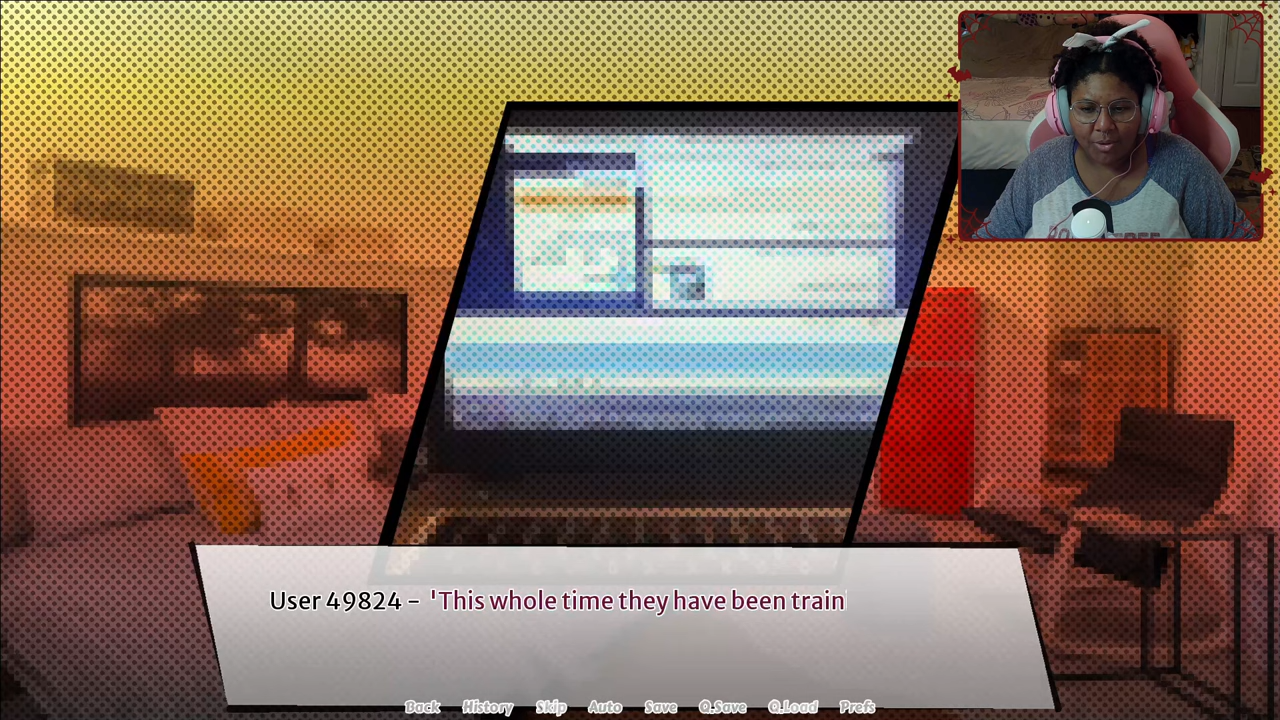 User 49824 - 'This whole time they have been train
Back History Skip Auto Save Q.Save Q.Load Prefs